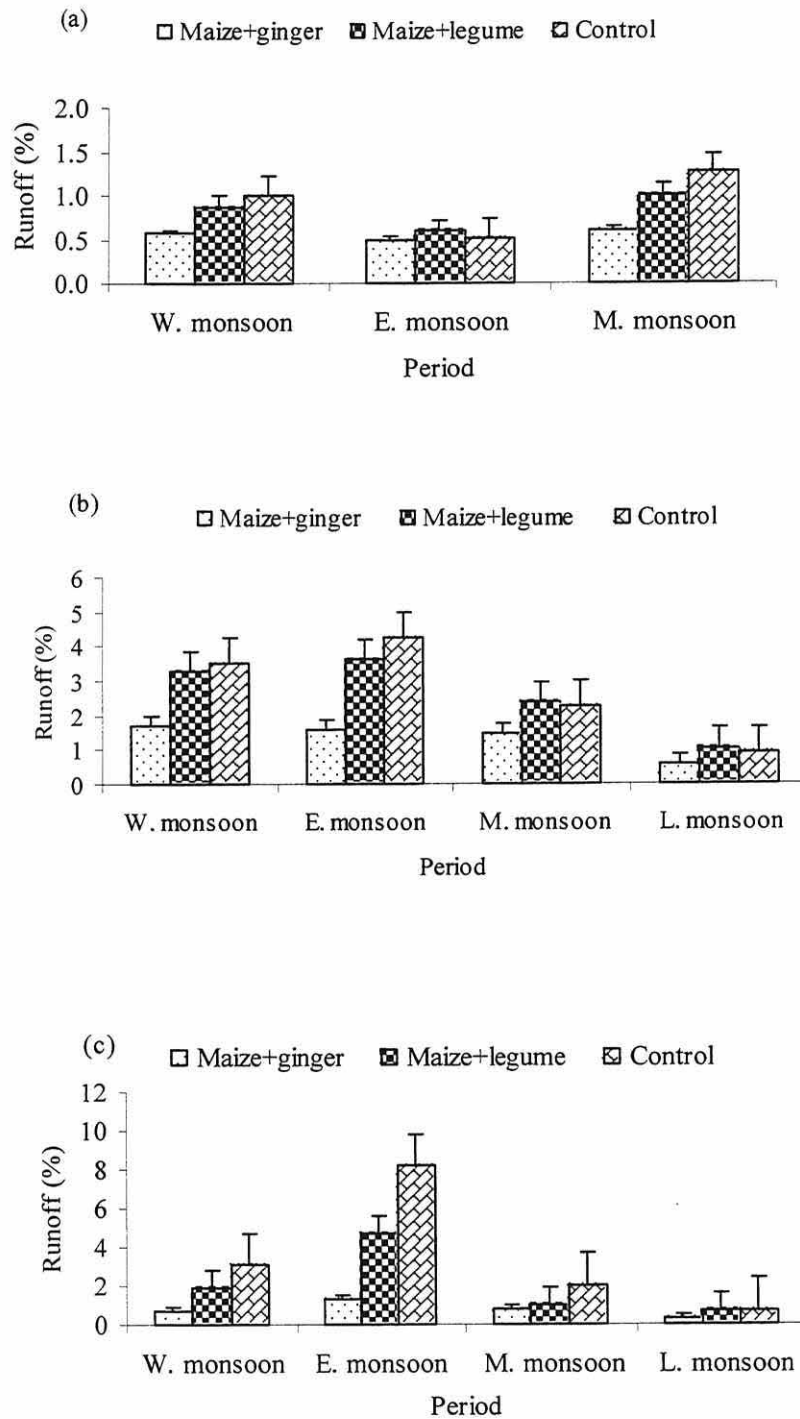 (a)
Maize+ginger Maize+legume Control
2.0
1.5
1.0
0.5
0.0
Runoff (%)
W. monsoon E. monsoon M. monsoon
Period
(b)
Maize+ginger Maize+legume Control
6
5
4
3
2
1
0
Runoff (%)
W. monsoon E. monsoon M. monsoon L. monsoon
Period
(c)
Maize+ginger Maize+legume Control
12
10
8
6
4
2
0
Runoff (%)
W. monsoon E. monsoon M. monsoon L. monsoon
Period